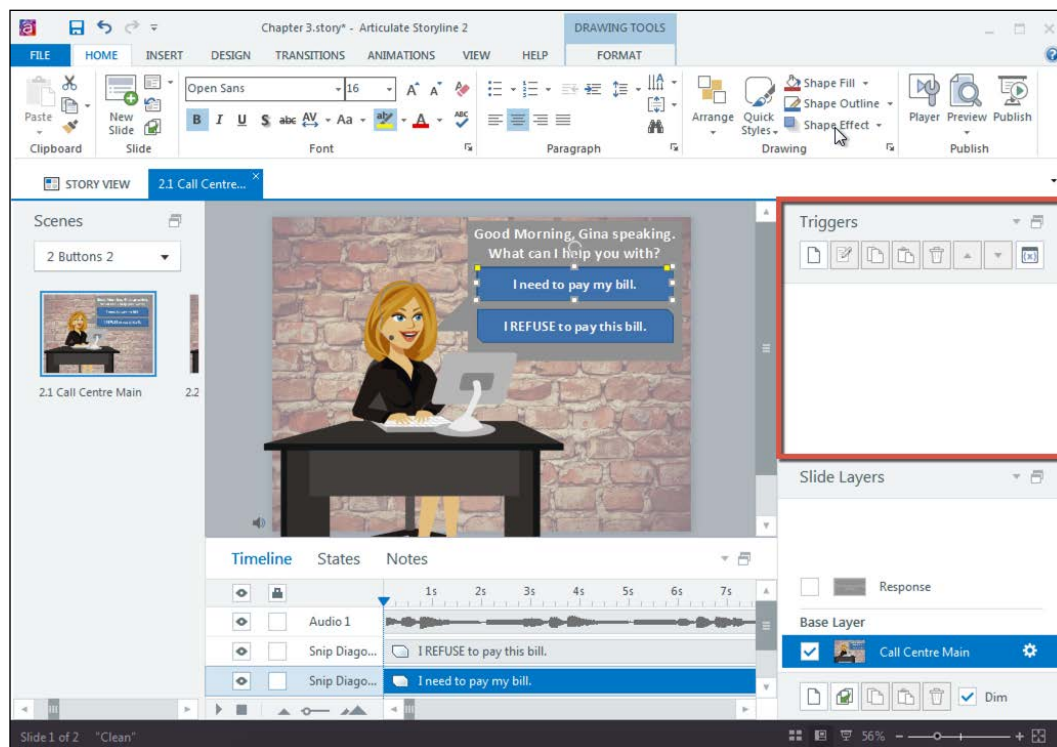 Chapter 3.story* - Articulate Storyline 2
DRAWING TOOLS
FILE HOME INSERT DESIGN TRANSITIONS ANIMATIONS VIEW HELP FORMAT
Paste
Clipboard
New Slide
Slide
Open Sans 16
B I U S abc AV Aa aby A ABC
Font
Paragraph
Arrange
Quick Styles
Shape Fill
Shape Outline
Shape Effect
Drawing
Player Preview Publish
Publish
STORY VIEW 2.1 Call Centre...
Scenes
2 Buttons 2
2.1 Call Centre Main
2.2
Good Morning, Gina speaking.
What can I help you with?
I need to pay my bill.
I REFUSE to pay this bill.
Triggers
Slide Layers
Response
Base Layer
Call Centre Main
Dim
Timeline States Notes
1s 2s 3s 4s 5s 6s 7s
Audio 1
Snip Diago... I REFUSE to pay this bill.
Snip Diago... I need to pay my bill.
Slide 1 of 2 "Clean" 56%